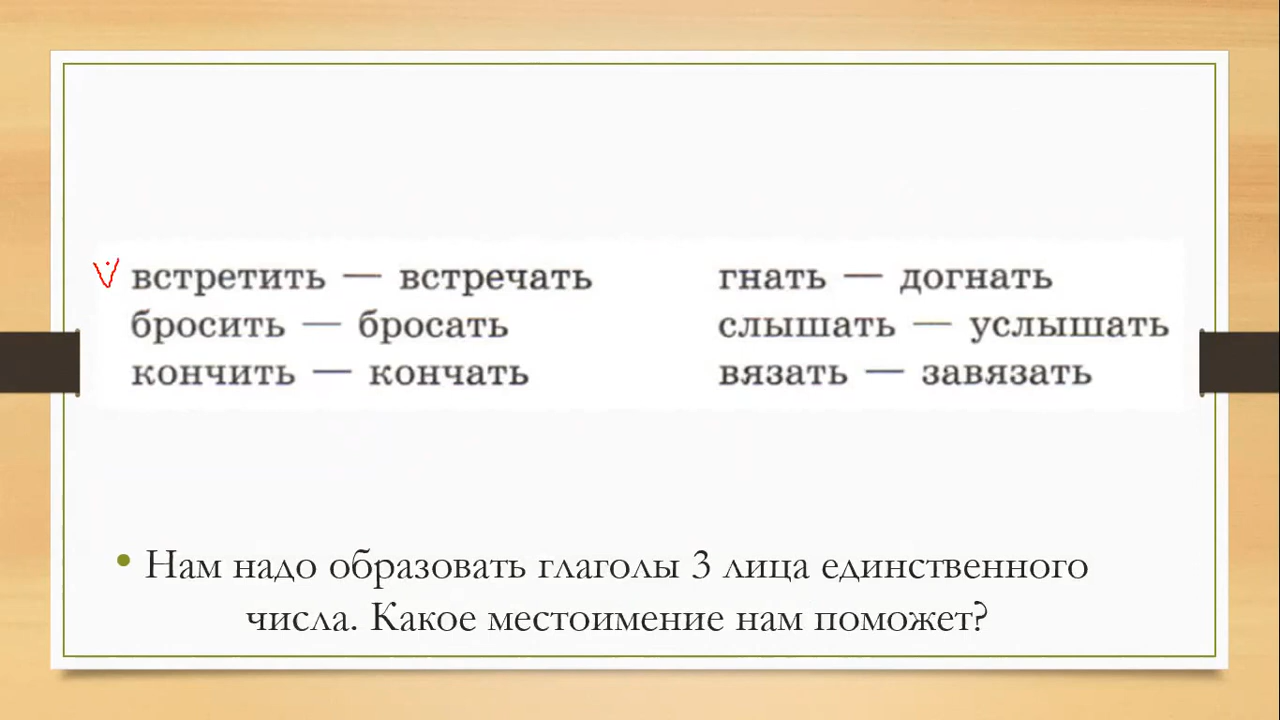 встретить — встречать
бросить — бросать
кончить — кончать
гнать — догнать
слышать — услышать
вязать — завязать
• Нам надо образовать глаголы 3 лица единственного
числа. Какое местоимение нам поможет?